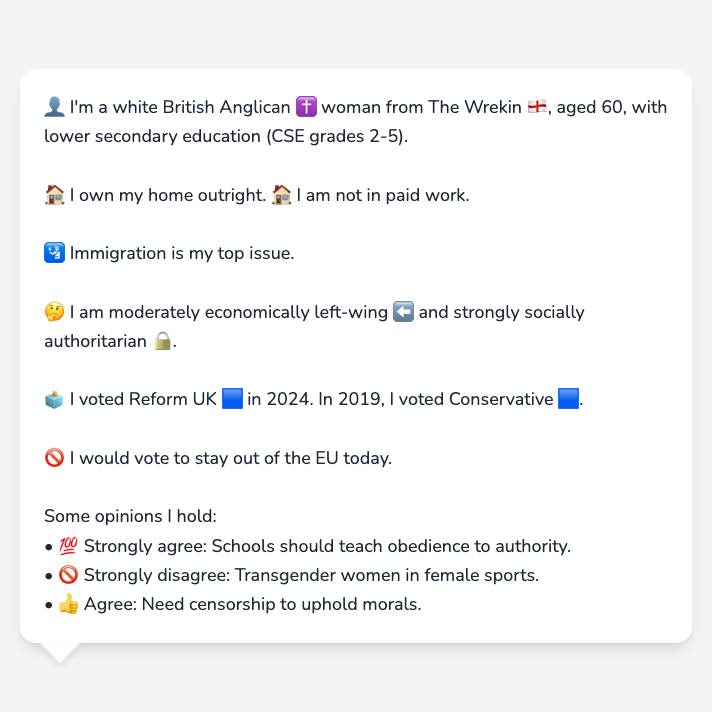 👤 I'm a white British Anglican ✝️ woman from The Wrekin 🏴󠁧󠁢󠁥󠁮󠁧󠁿, aged 60, with
lower secondary education (CSE grades 2-5).
🏠 I own my home outright. 🏠 I am not in paid work.
🛂 Immigration is my top issue.
🤔 I am moderately economically left-wing ⬅️ and strongly socially
authoritarian 🔒.
🗳️ I voted Reform UK 🟦 in 2024. In 2019, I voted Conservative 🟦.
🚫 I would vote to stay out of the EU today.
Some opinions I hold:
• 💯 Strongly agree: Schools should teach obedience to authority.
• 🚫 Strongly disagree: Transgender women in female sports.
• 👍 Agree: Need censorship to uphold morals.